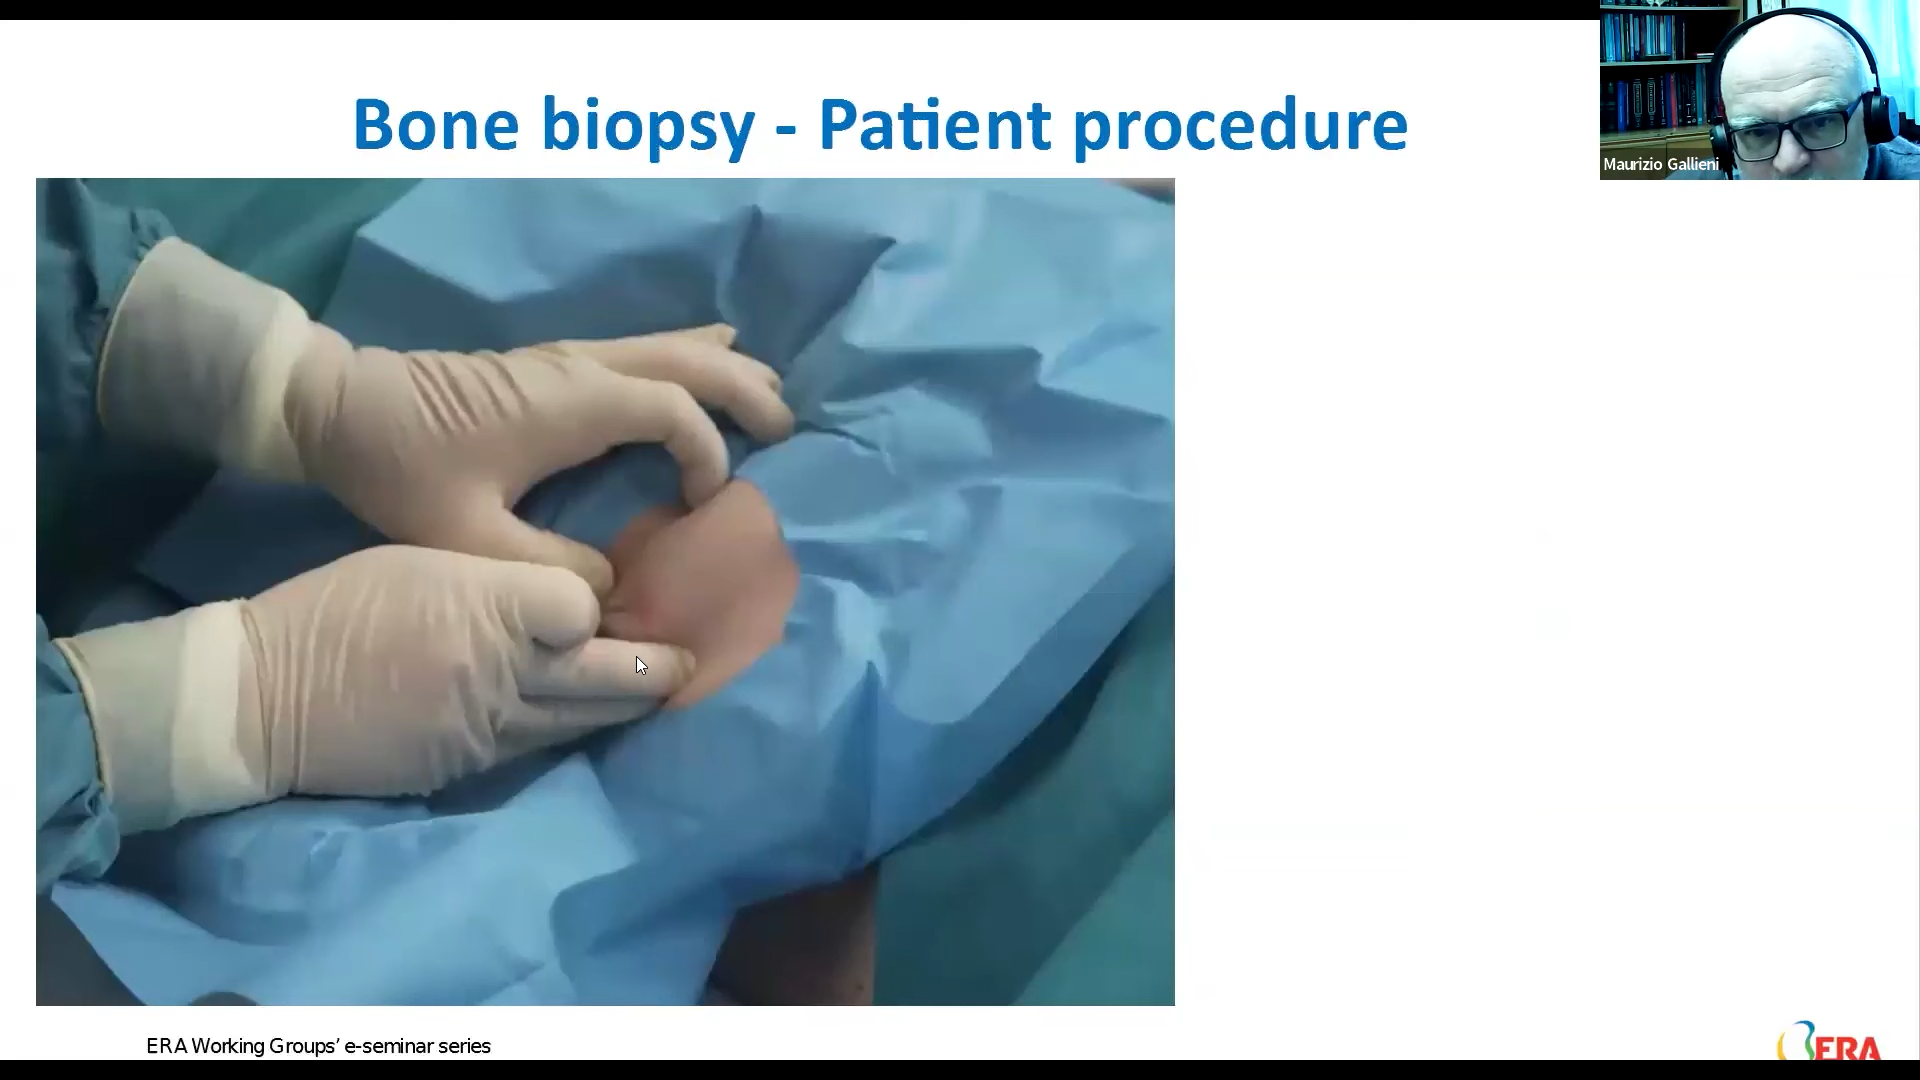 Bone biopsy - Patient procedure
Maurizio Gallieni
ERA Working Groups’ e-seminar series
ERA